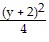 (y + 2)²
4